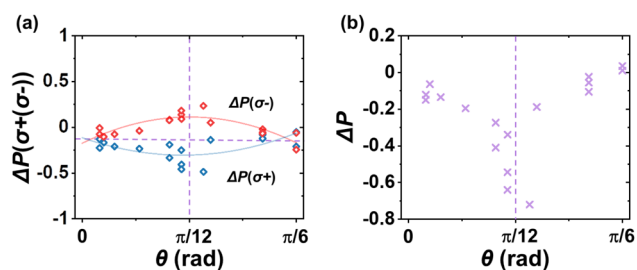 (a)
ΔP(σ+(σ-))
1
0.5
0
-0.5
-1
ΔP(σ-)
ΔP(σ+)
0
π/12
π/6
θ (rad)
(b)
ΔP
0.2
0
-0.2
-0.4
-0.6
0.8
0
π/12
π/6
θ (rad)